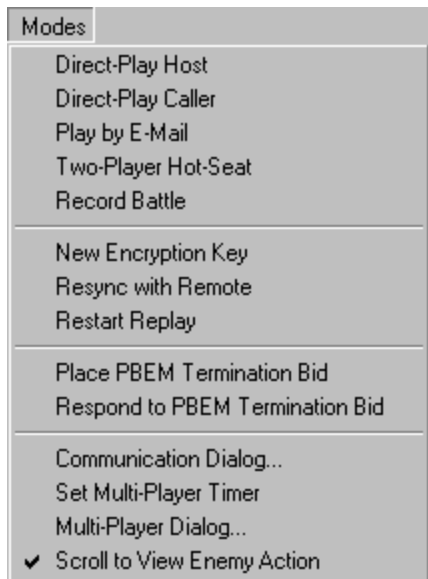 Modes
Direct-Play Host
Direct-Play Caller
Play by E-Mail
Two-Player Hot-Seat
Record Battle
New Encryption Key
Resync with Remote
Restart Replay
Place PBEM Termination Bid
Respond to PBEM Termination Bid
Communication Dialog...
Set Multi-Player Timer
Multi-Player Dialog...
Scroll to View Enemy Action